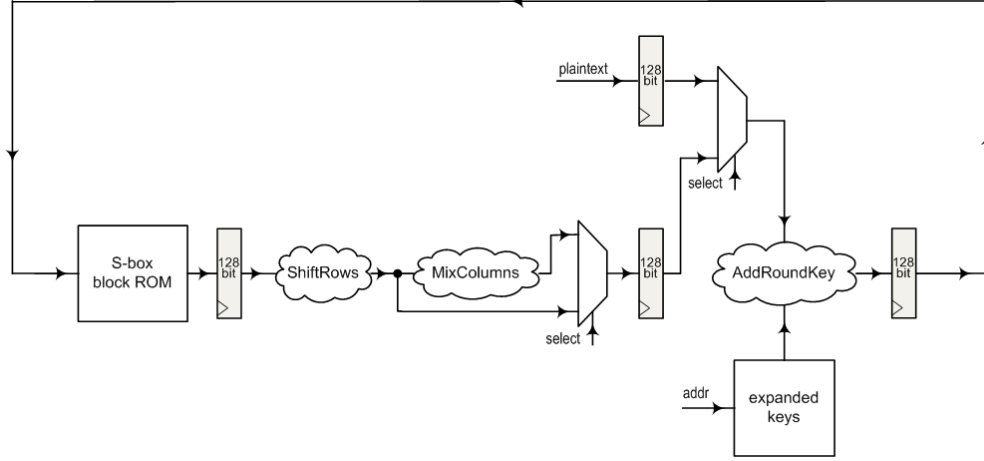 plaintext
128
bit
select
S-box
block ROM
128
bit
ShiftRows
MixColumns
select
128
bit
AddRoundKey
128
bit
addr
expanded
keys